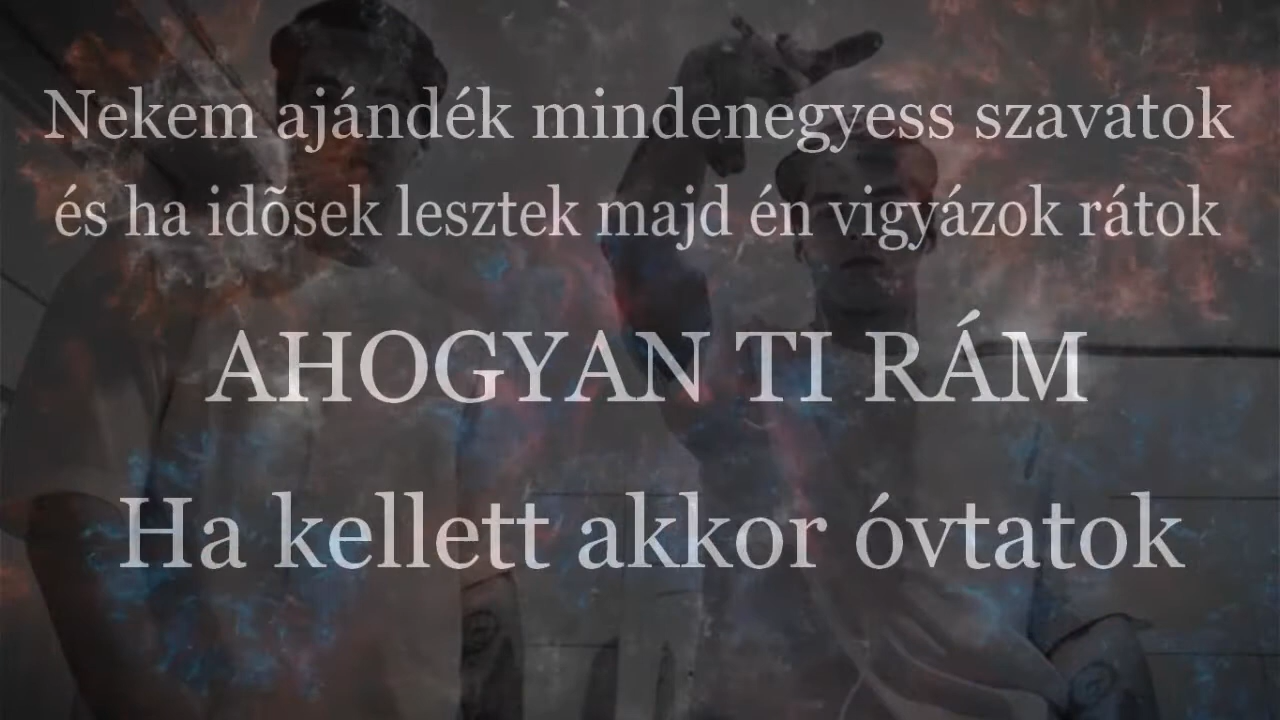 Nekem ajándék mindenegyess szavatok
és ha idõsek lesztek majd én vigyázok rátok
AHOGYAN TI RÁM
Ha kellett akkor óvtatok